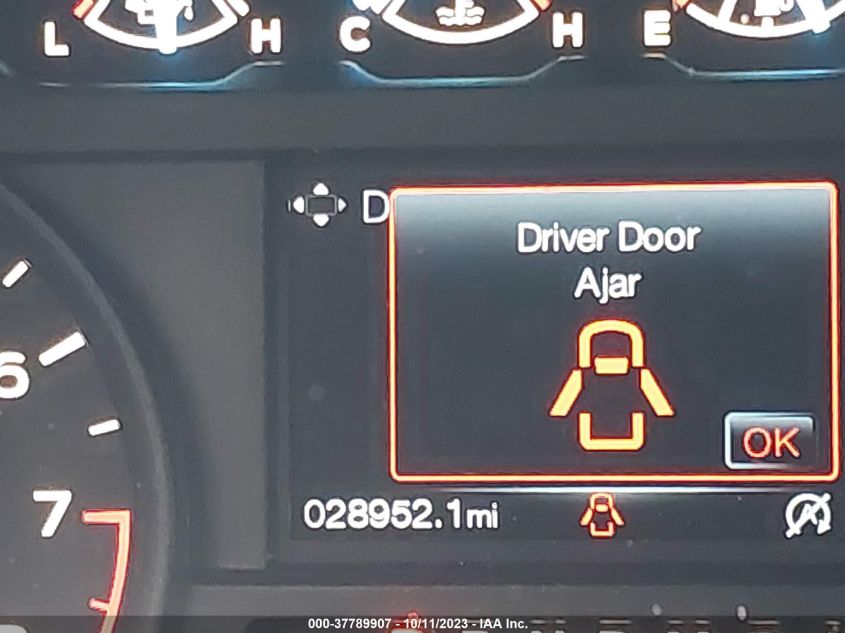 L H C H E
D
Driver Door
Ajar
OK
6
7
028952.1mi
000-37789907 - 10/11/2023 - IAA Inc.